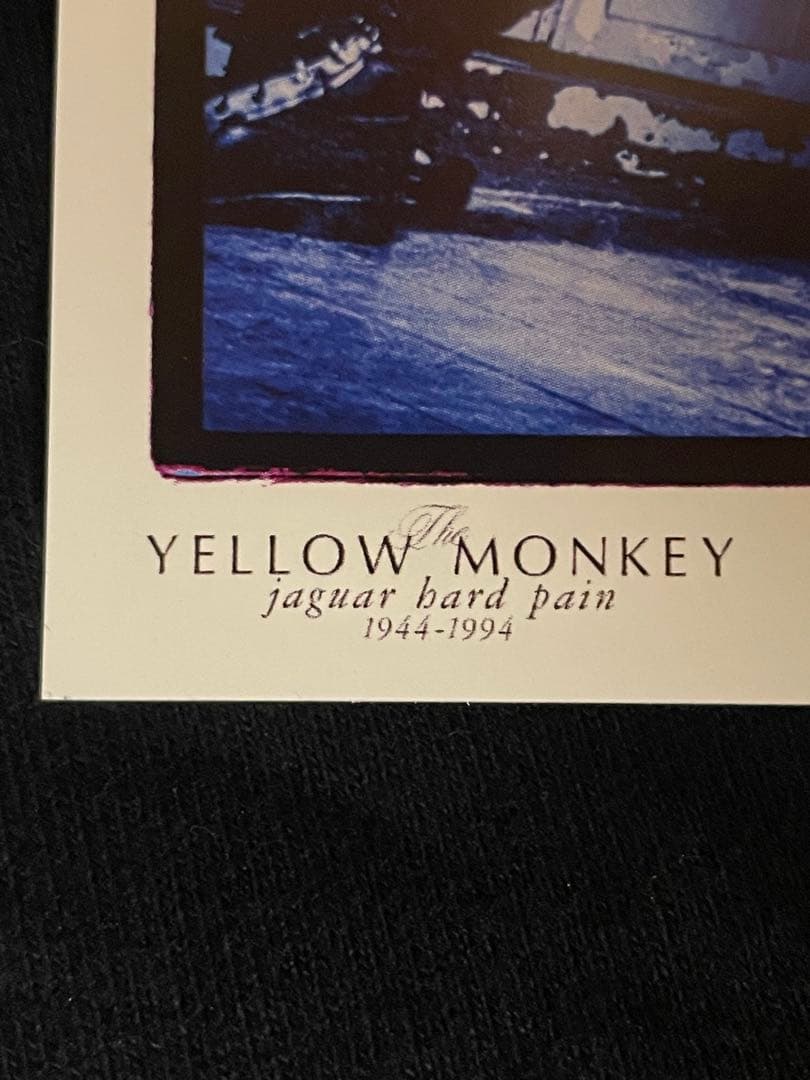 The
YELLOW MONKEY
jaguar hard pain
1944-1994